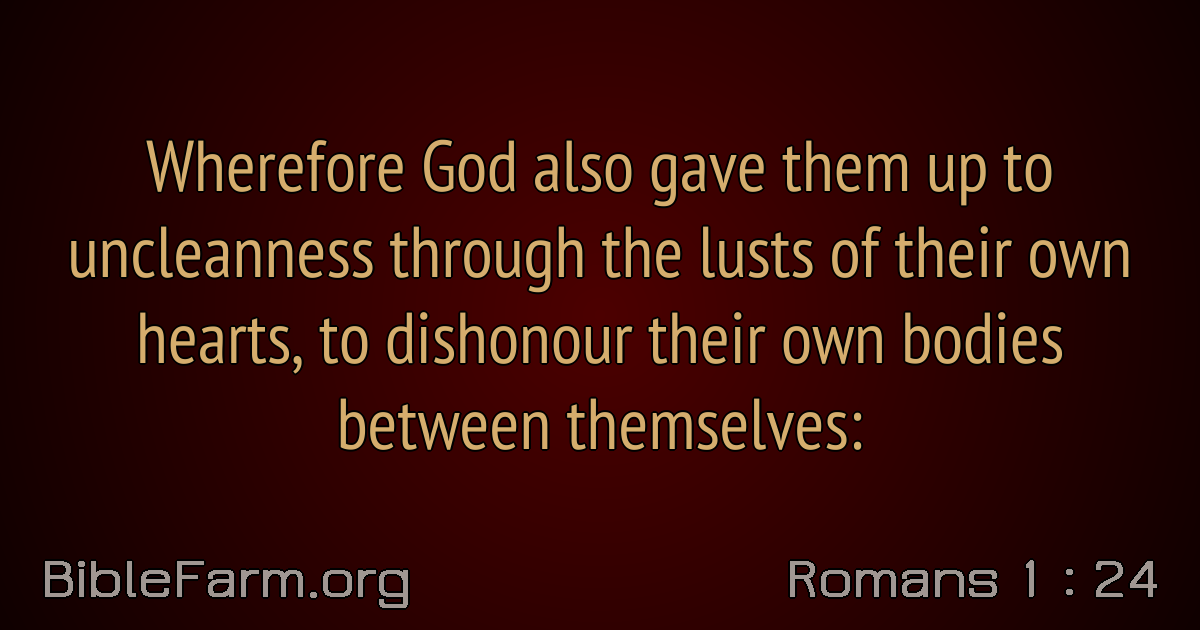 Wherefore God also gave them up to
uncleanness through the lusts of their own
hearts, to dishonour their own bodies
between themselves:
BibleFarm.org
Romans 1 : 24